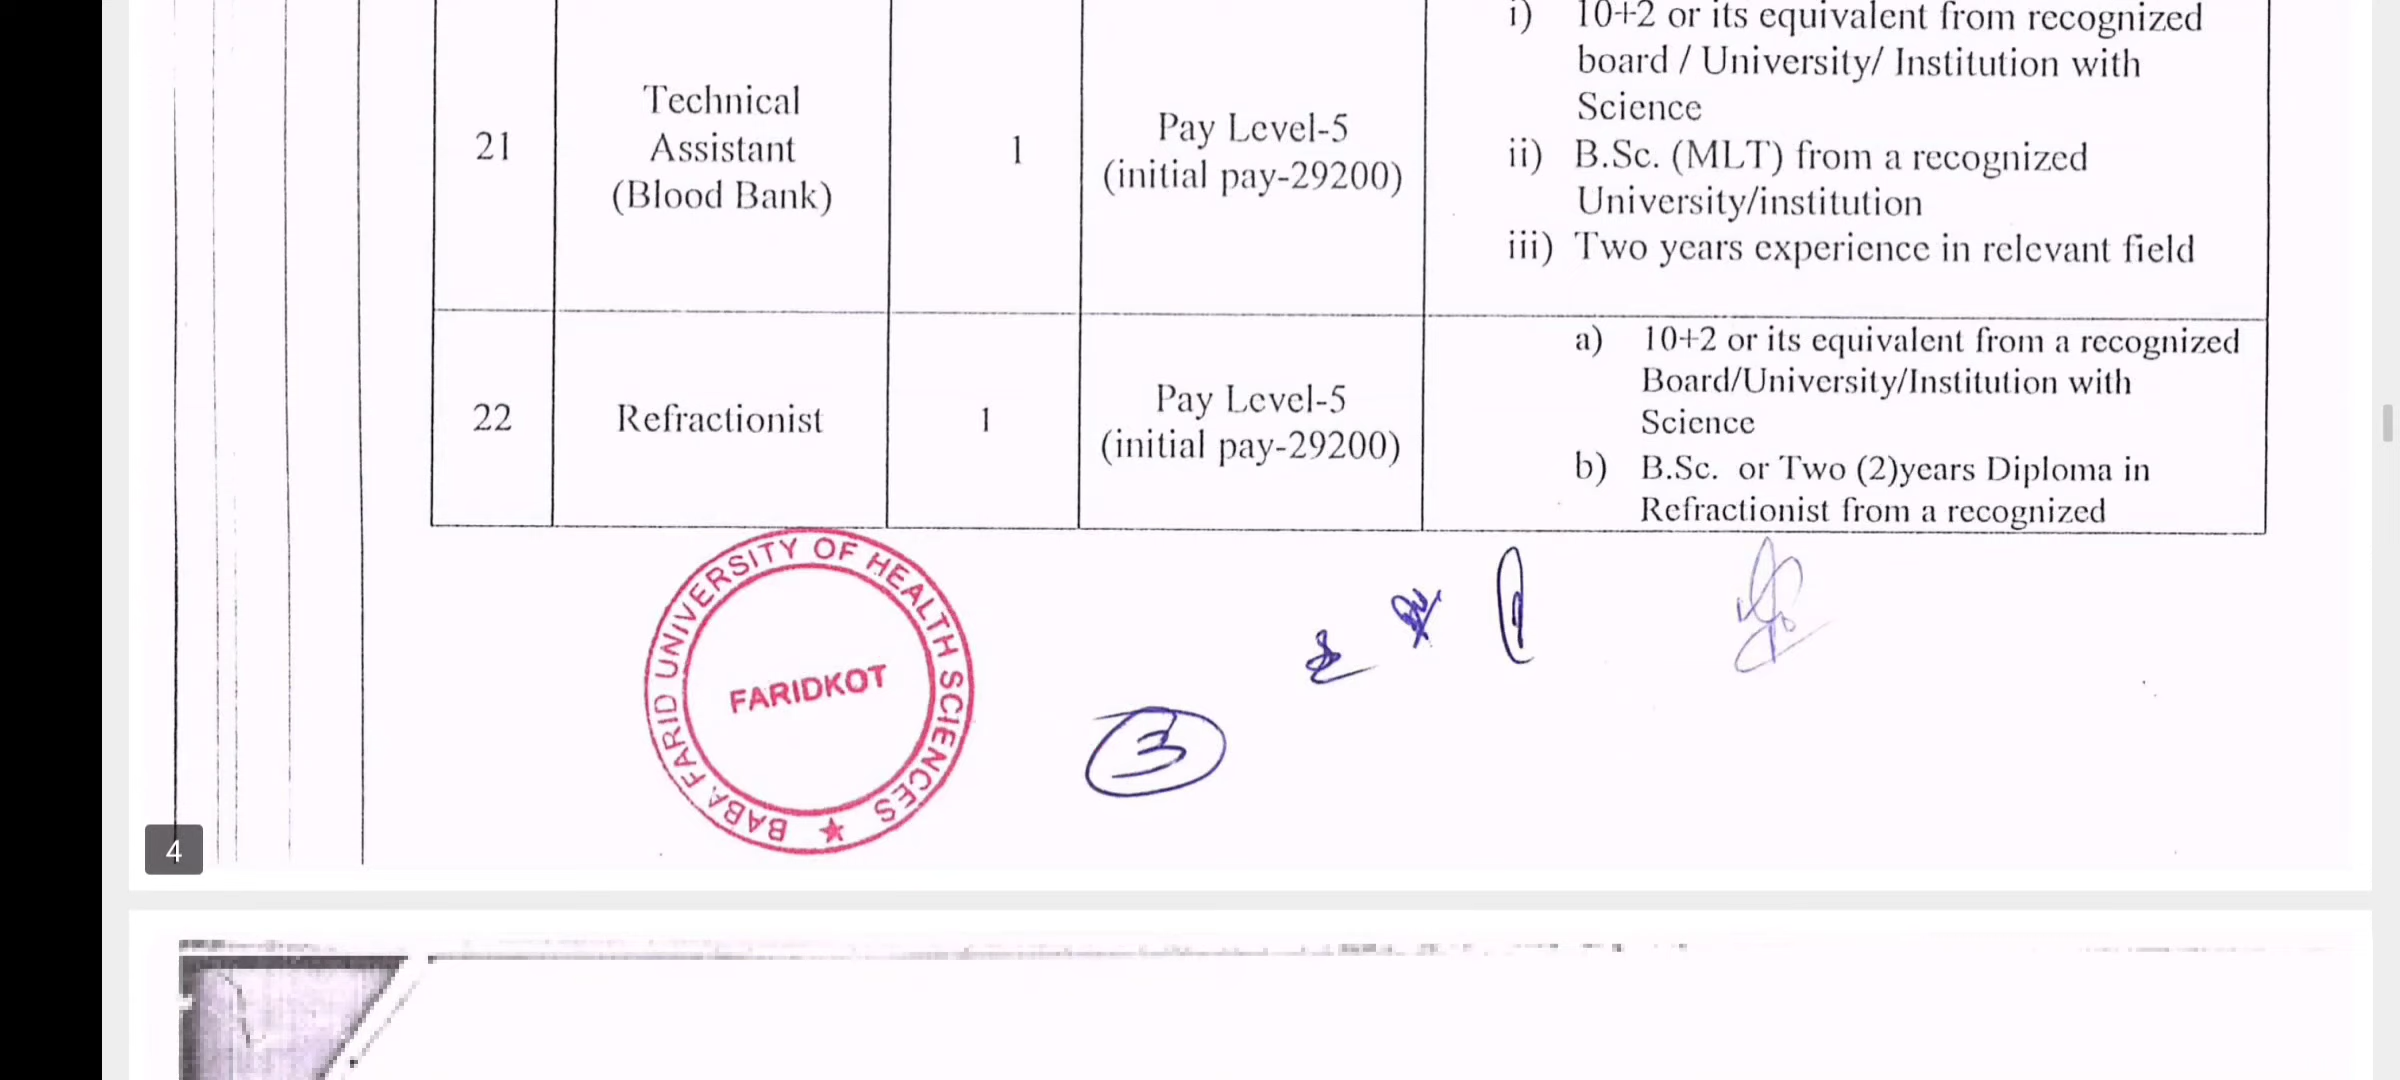 i) 10+2 or its equivalent from recognized
board / University/ Institution with
Science
ii) B.Sc. (MLT) from a recognized
University/institution
iii) Two years experience in relevant field
21
Technical
Assistant
(Blood Bank)
1
Pay Level-5
(initial pay-29200)
a) 10+2 or its equivalent from a recognized
Board/University/Institution with
Science
b) B.Sc. or Two (2)years Diploma in
Refractionist from a recognized
22
Refractionist
1
Pay Level-5
(initial pay-29200)
BABA FARID UNIVERSITY OF HEALTH SCIENCES
FARIDKOT
3
4